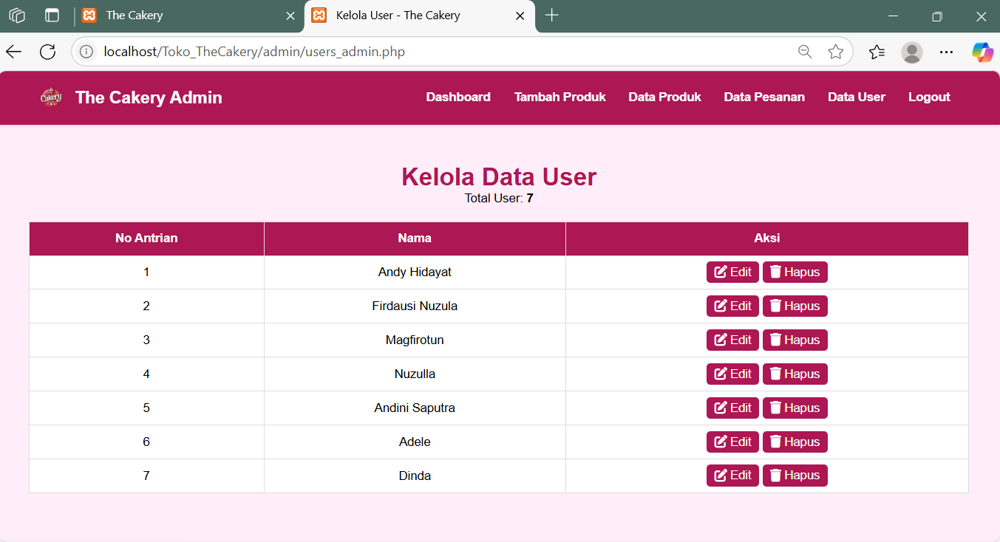 The Cakery
Kelola User - The Cakery
localhost/Toko_TheCakery/admin/users_admin.php
Cakery
The Cakery Admin
Dashboard Tambah Produk Data Produk Data Pesanan Data User Logout
Kelola Data User
Total User: 7
No Antrian Nama Aksi
1 Andy Hidayat Edit Hapus
2 Firdausi Nuzula Edit Hapus
3 Magfirotun Edit Hapus
4 Nuzulla Edit Hapus
5 Andini Saputra Edit Hapus
6 Adele Edit Hapus
7 Dinda Edit Hapus